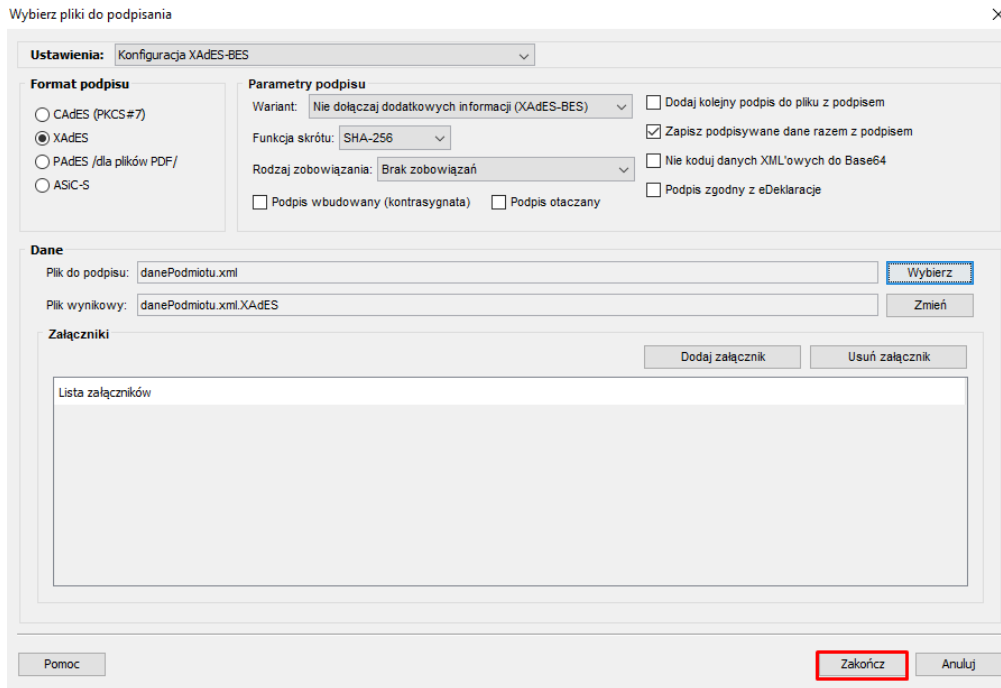 Wybierz pliki do podpisania
Ustawienia: Konfiguracja XAdES-BES
Format podpisu
CAdES (PKCS#7)
XAdES
PAdES /dla plików PDF/
ASiC-S
Parametry podpisu
Wariant: Nie dołączaj dodatkowych informacji (XAdES-BES)
Funkcja skrótu: SHA-256
Rodzaj zobowiązania: Brak zobowiązań
Podpis wbudowany (kontrasygnata) Podpis otaczany
Dodaj kolejny podpis do pliku z podpisem
Zapisz podpisywane dane razem z podpisem
Nie koduj danych XML'owych do Base64
Podpis zgodny z eDeklaracje
Dane
Plik do podpisu: danePodmiotu.xml Wybierz
Plik wynikowy: danePodmiotu.xml.XAdES Zmień
Załączniki
Dodaj załącznik Usuń załącznik
Lista załączników
Pomoc Zakończ Anuluj